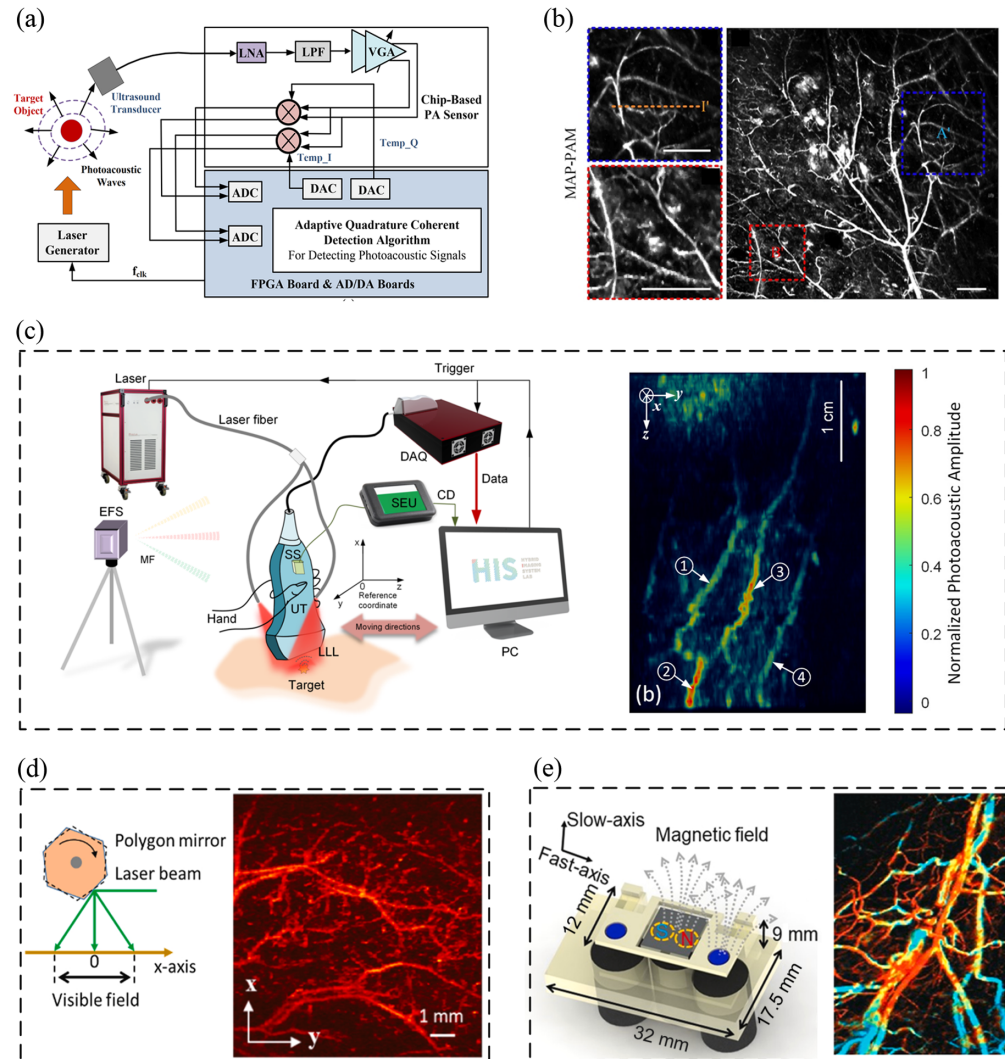 (a)
LNA
LPF
VGA
Target
Object
Ultrasound
Transducer
Chip-Based
PA Sensor
Temp_Q
Temp_I
Photoacoustic
Waves
ADC
DAC
DAC
ADC
Laser
Generator
Adaptive Quadrature Coherent
Detection Algorithm
For Detecting Photoacoustic Signals
f_clk
FPGA Board & AD/DA Boards
(b)
MAP-PAM
I
A
B
(c)
Laser
Trigger
Laser fiber
DAQ
Data
EFS
MF
SEU
CD
SS
x
0
z
y
Reference
coordinate
HIS
HYBRID
IMAGING
SYSTEM
LAB
UT
Hand
Moving directions
LLL
Target
PC
y
x
z
1 cm
①
③
②
④
(b)
1
0.8
0.6
0.4
0.2
0
Normalized Photoacoustic Amplitude
(d)
Polygon mirror
Laser beam
0
x-axis
Visible field
x
y
1 mm
(e)
Slow-axis
Fast-axis
Magnetic field
12 mm
S
N
9 mm
17.5 mm
32 mm